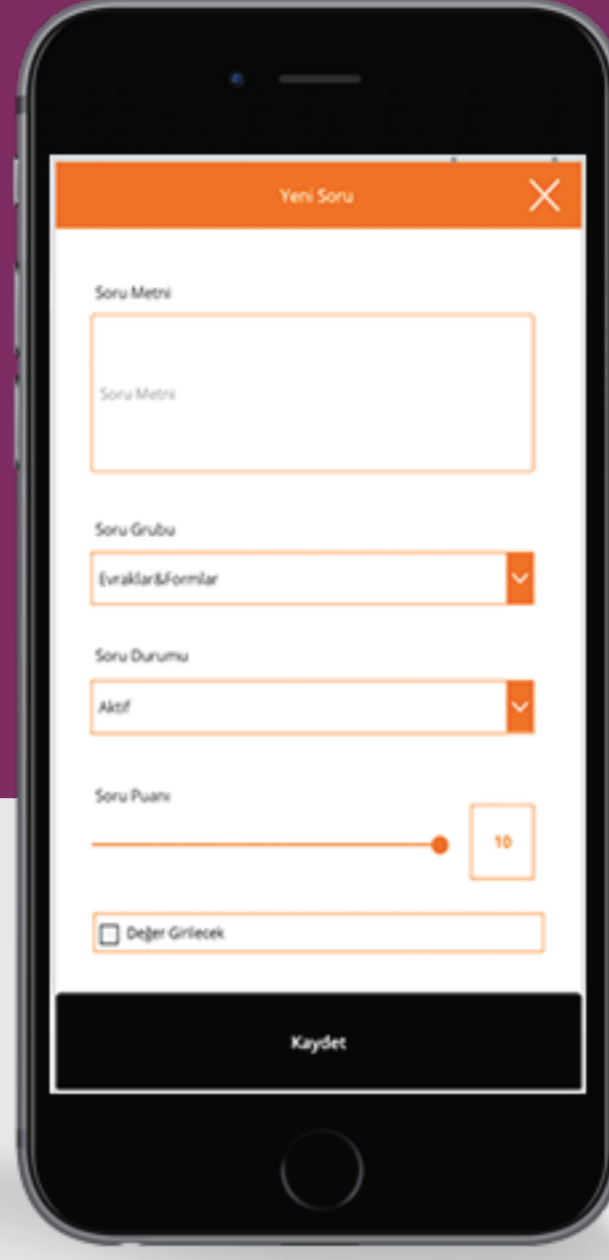 Yeni Soru
Soru Metni
Soru Metni
Soru Grubu
Evraklar&Formlar
Soru Durumu
Aktif
Soru Puanı
10
Değer Girilecek
Kaydet